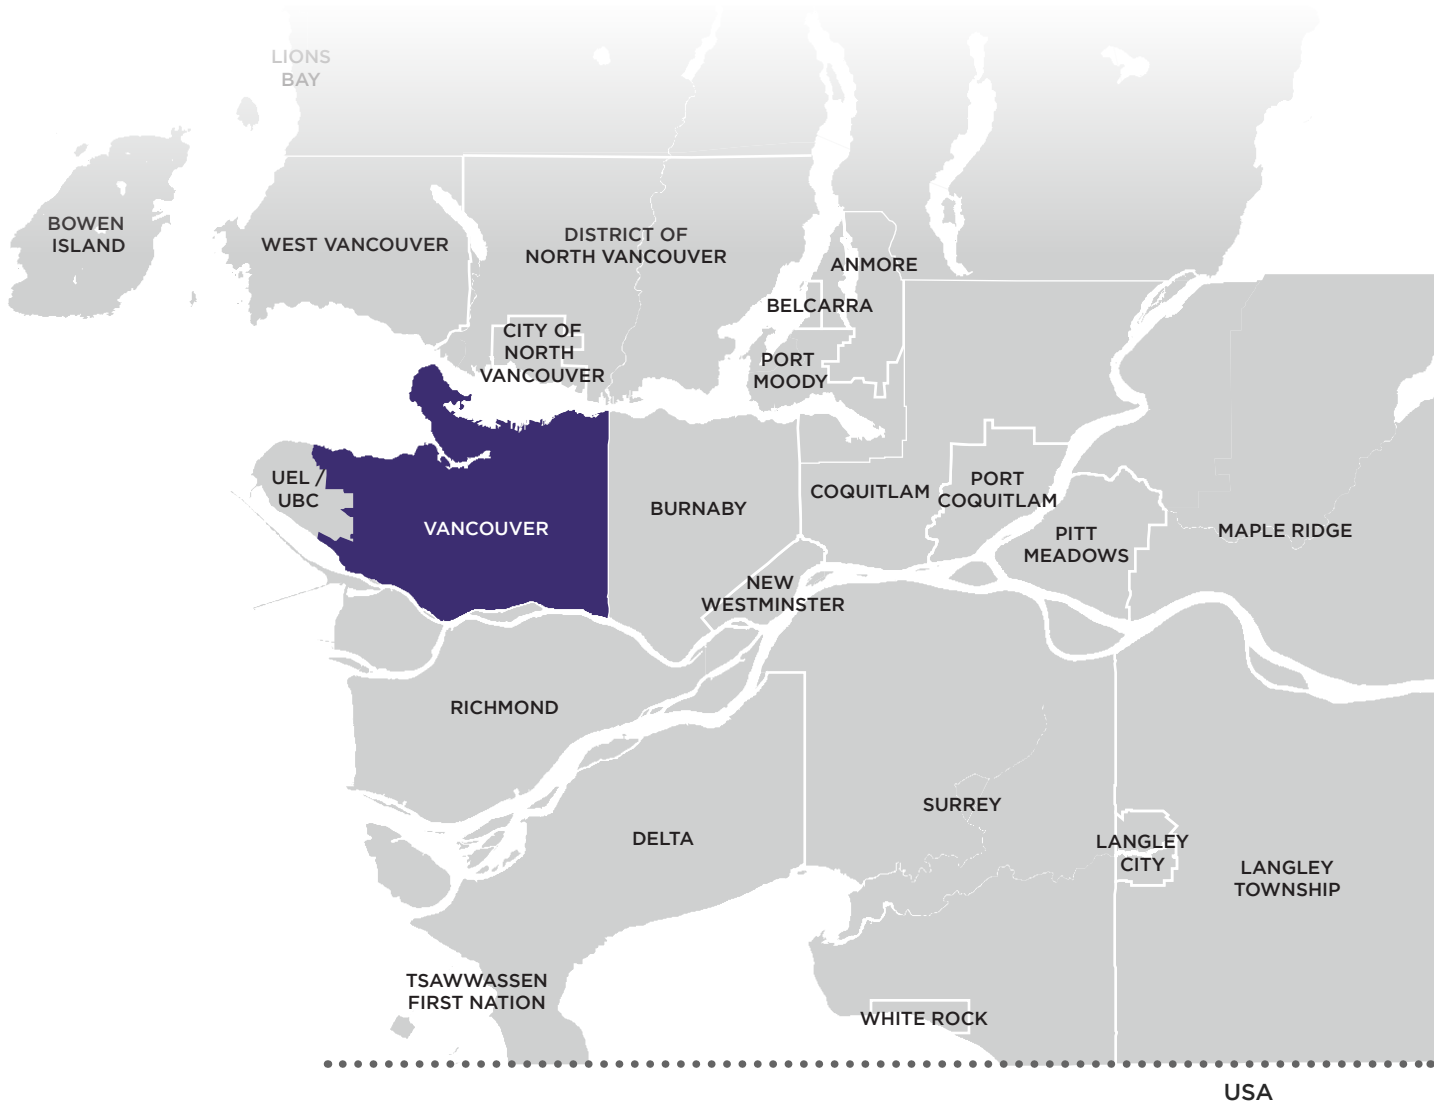 LIONS
BAY
BOWEN
ISLAND
WEST VANCOUVER
DISTRICT OF
NORTH VANCOUVER
ANMORE
BELCARRA
CITY OF
NORTH
VANCOUVER
PORT
MOODY
UEL
UBC
VANCOUVER
BURNABY
COQUITLAM
PORT
COQUITLAM
PITT
MEADOWS
MAPLE RIDGE
NEW
WESTMINSTER
RICHMOND
DELTA
SURREY
LANGLEY
CITY
LANGLEY
TOWNSHIP
TSAWWASSEN
FIRST NATION
WHITE ROCK
USA